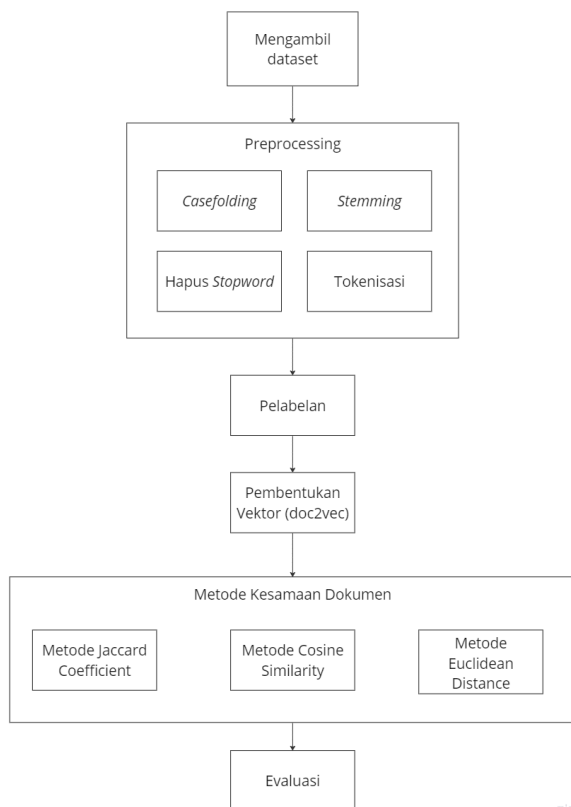 Mengambil
dataset
Preprocessing
Casefolding
Stemming
Hapus Stopword
Tokenisasi
Pelabelan
Pembentukan
Vektor (doc2vec)
Metode Kesamaan Dokumen
Metode Jaccard
Coefficient
Metode Cosine
Similarity
Metode
Euclidean
Distance
Evaluasi